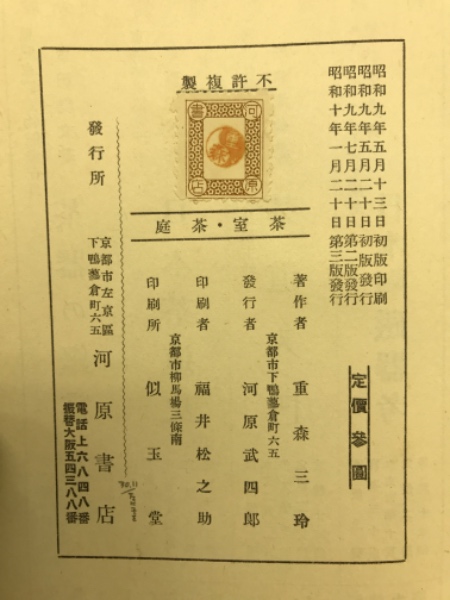 昭和九年五月十三日初版印刷
昭和九年五月二十日初版發行
昭和九年七月二十日第二版發行
昭和十年一月二十日第三版發行
定價參圓
不許複製
河
書
原
店
茶室・茶庭
著作者 重森三玲
京都市下鴨蓼倉町六五
發行者 河原武四郎
印刷者 福井松之助
京都市柳馬場三條南
印刷所 似玉堂
發行所
京都市左京區
下鴨蓼倉町六五
河原書店
電話上六八四八番
振替大阪五四三八八番